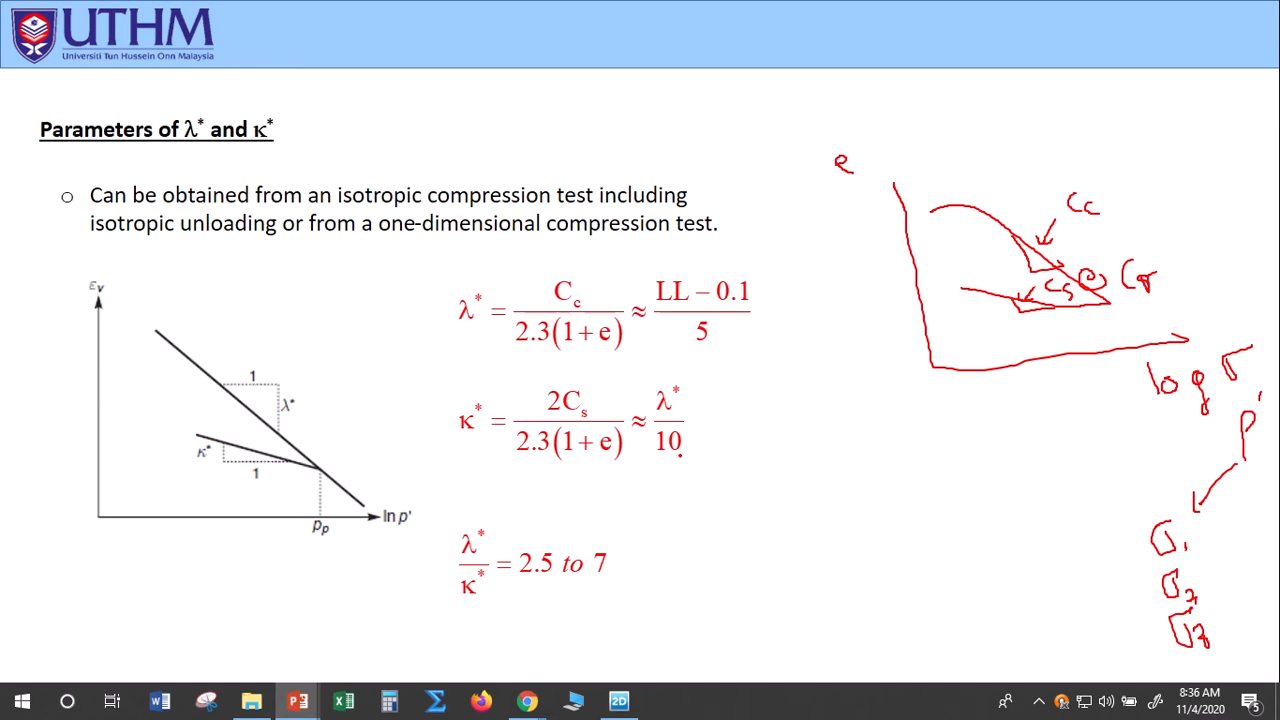 UTHM
Universiti Tun Hussein Onn Malaysia
Parameters of λ* and κ*
o Can be obtained from an isotropic compression test including
isotropic unloading or from a one-dimensional compression test.
εv
1
λ*
κ*
1
pp
ln p'
λ* = Cc / 2.3(1 + e) ≈ LL − 0.1 / 5
κ* = 2Cs / 2.3(1 + e) ≈ λ* / 10
λ* / κ* = 2.5 to 7
e
Cc
Cs
Cr
log σ
p'
σ1
8:36 AM
11/4/2020
5
2D